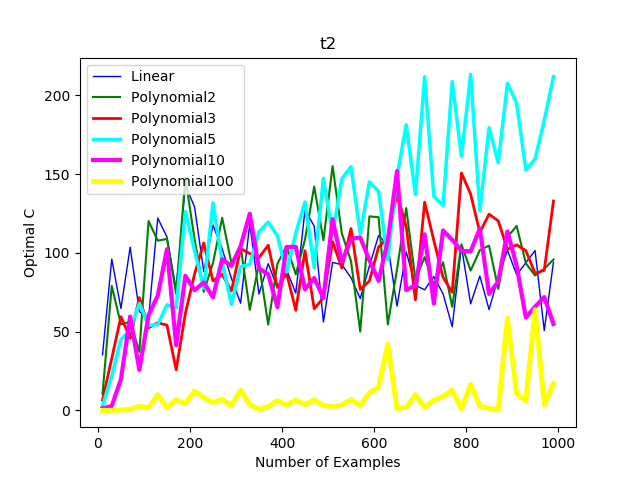 t2
Linear
Polynomial2
Polynomial3
Polynomial5
Polynomial10
Polynomial100
Optimal C
200
150
100
50
0
0 200 400 600 800 1000
Number of Examples